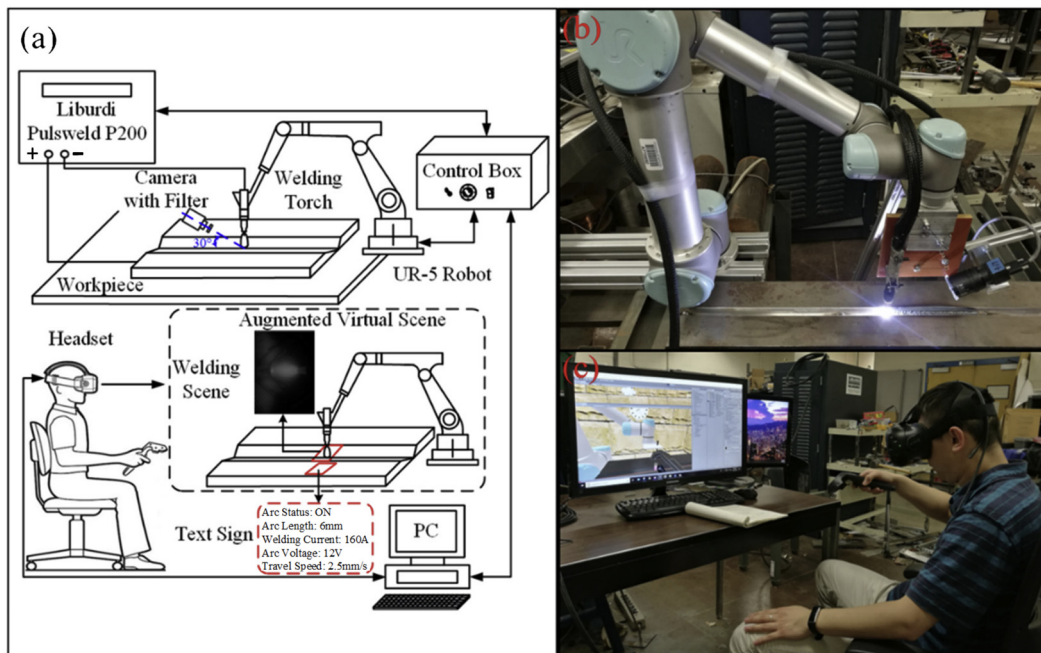 (a)
Liburdi
Pulsweld P200
+ −
Camera
with Filter
Welding
Torch
Control Box
30°
Workpiece
UR-5 Robot
Headset
Augmented Virtual Scene
Welding
Scene
Text Sign
Arc Status: ON
Arc Length: 6mm
Welding Current: 160A
Arc Voltage: 12V
Travel Speed: 2.5mm/s
PC
(b)
(c)